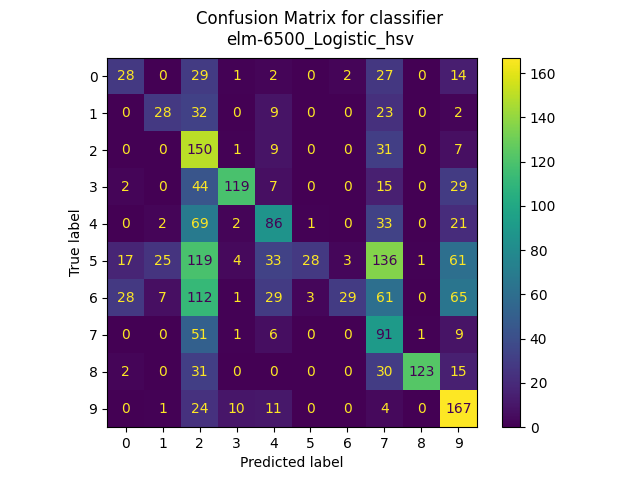 Confusion Matrix for classifier
elm-6500_Logistic_hsv
0 28 0 29 1 2 0 2 27 0 14
1 0 28 32 0 9 0 0 23 0 2
2 0 0 150 1 9 0 0 31 0 7
3 2 0 44 119 7 0 0 15 0 29
4 0 2 69 2 86 1 0 33 0 21
5 17 25 119 4 33 28 3 136 1 61
6 28 7 112 1 29 3 29 61 0 65
7 0 0 51 1 6 0 0 91 1 9
8 2 0 31 0 0 0 0 30 123 15
9 0 1 24 10 11 0 0 4 0 167
0 1 2 3 4 5 6 7 8 9
Predicted label
True label
160
140
120
100
80
60
40
20
0